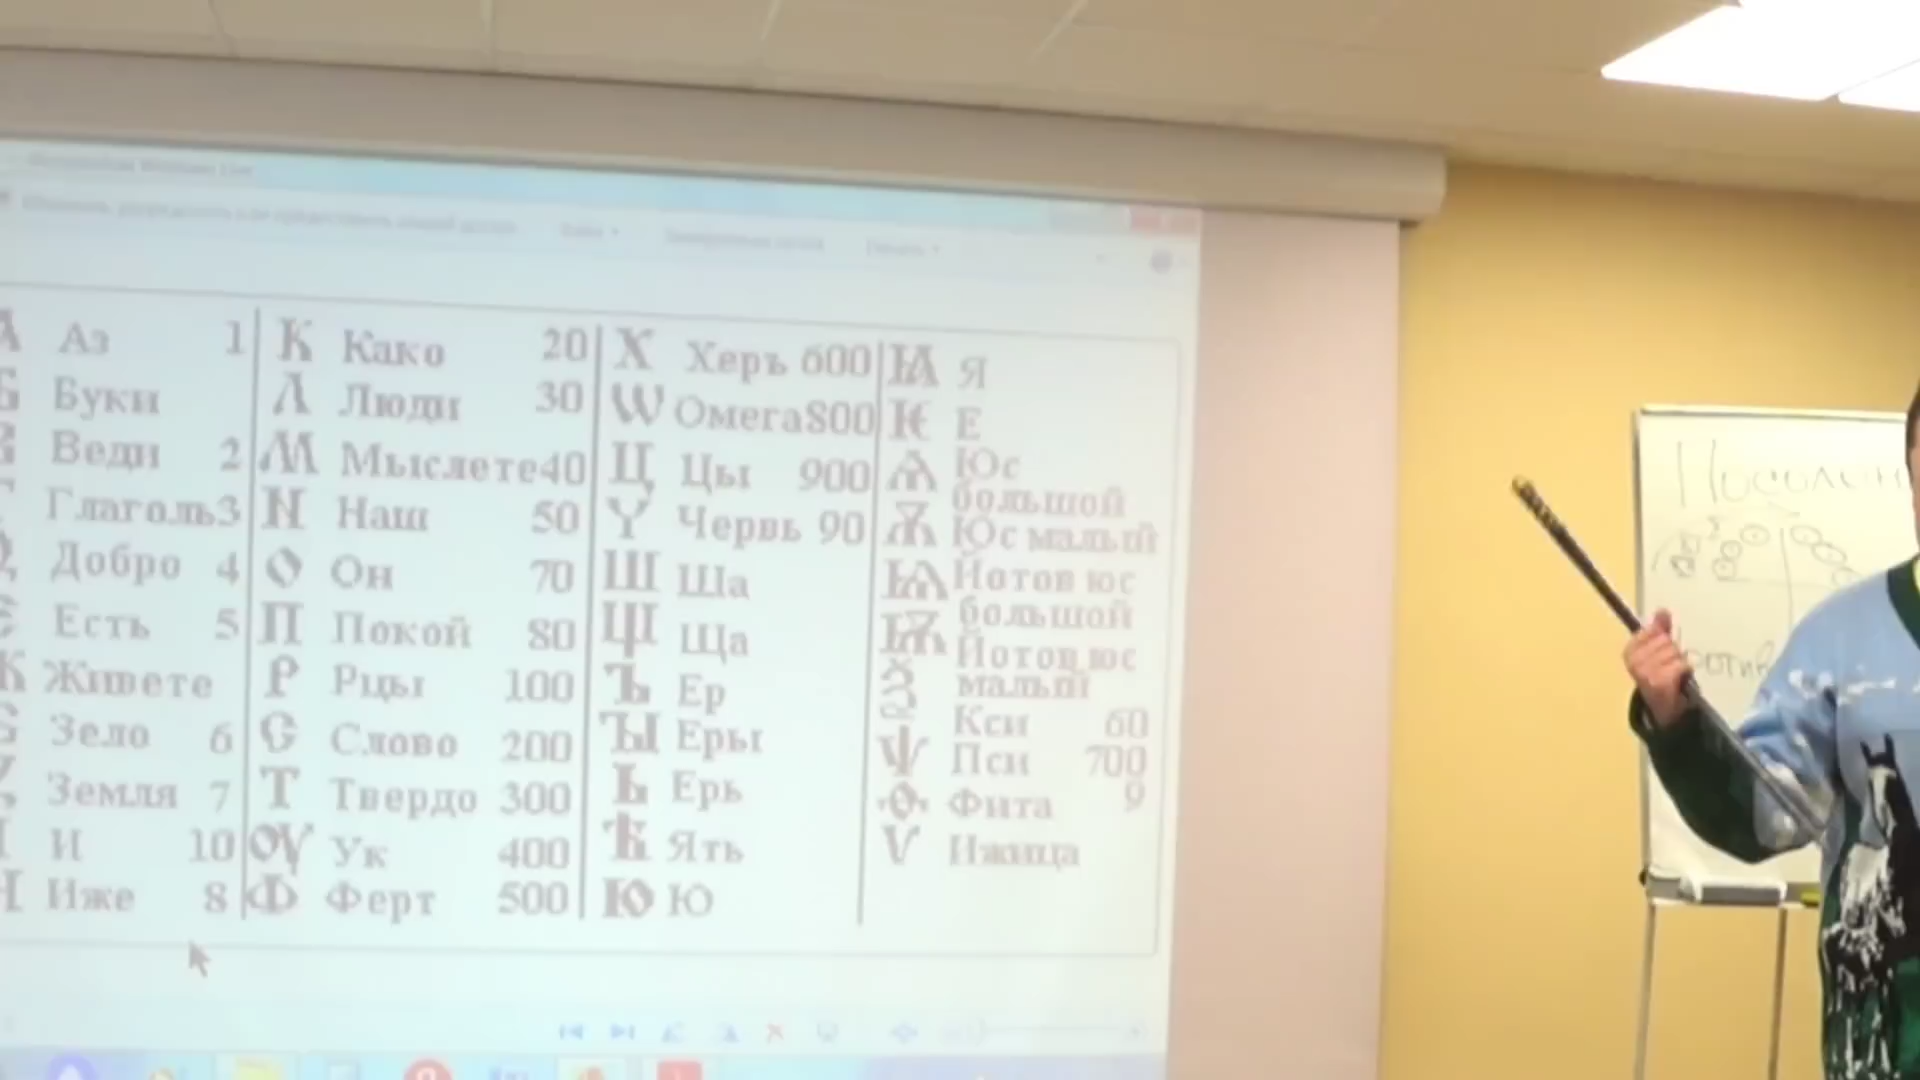 А Аз 1
Б Буки
В Веди 2
Г Глаголь 3
Д Добро 4
Є Есть 5
Ж Живете
Ѕ Зело 6
Земля 7
І И 10
И Иже 8
К Како 20
Л Люди 30
М Мыслете 40
N Наш 50
О Он 70
П Покой 80
Р Рцы 100
С Слово 200
Т Твердо 300
ОУ Ук 400
Ф Ферт 500
Х Херъ 600
Ѡ Омега 800
Ц Цы 900
Ҁ Червь 90
Ш Ша
Щ Ща
Ъ Ер
Ы Еры
Ь Ерь
Ѣ Ять
Ю Ю
Ꙗ Я
Ѥ Е
Ѧ Юс
большой
Ѫ Юс малый
Ѩ Йотов юс
большой
Ѭ Йотов юс
малый
Ѯ Кси 60
Ѱ Пси 700
Ѳ Фита 9
Ѵ Ижица